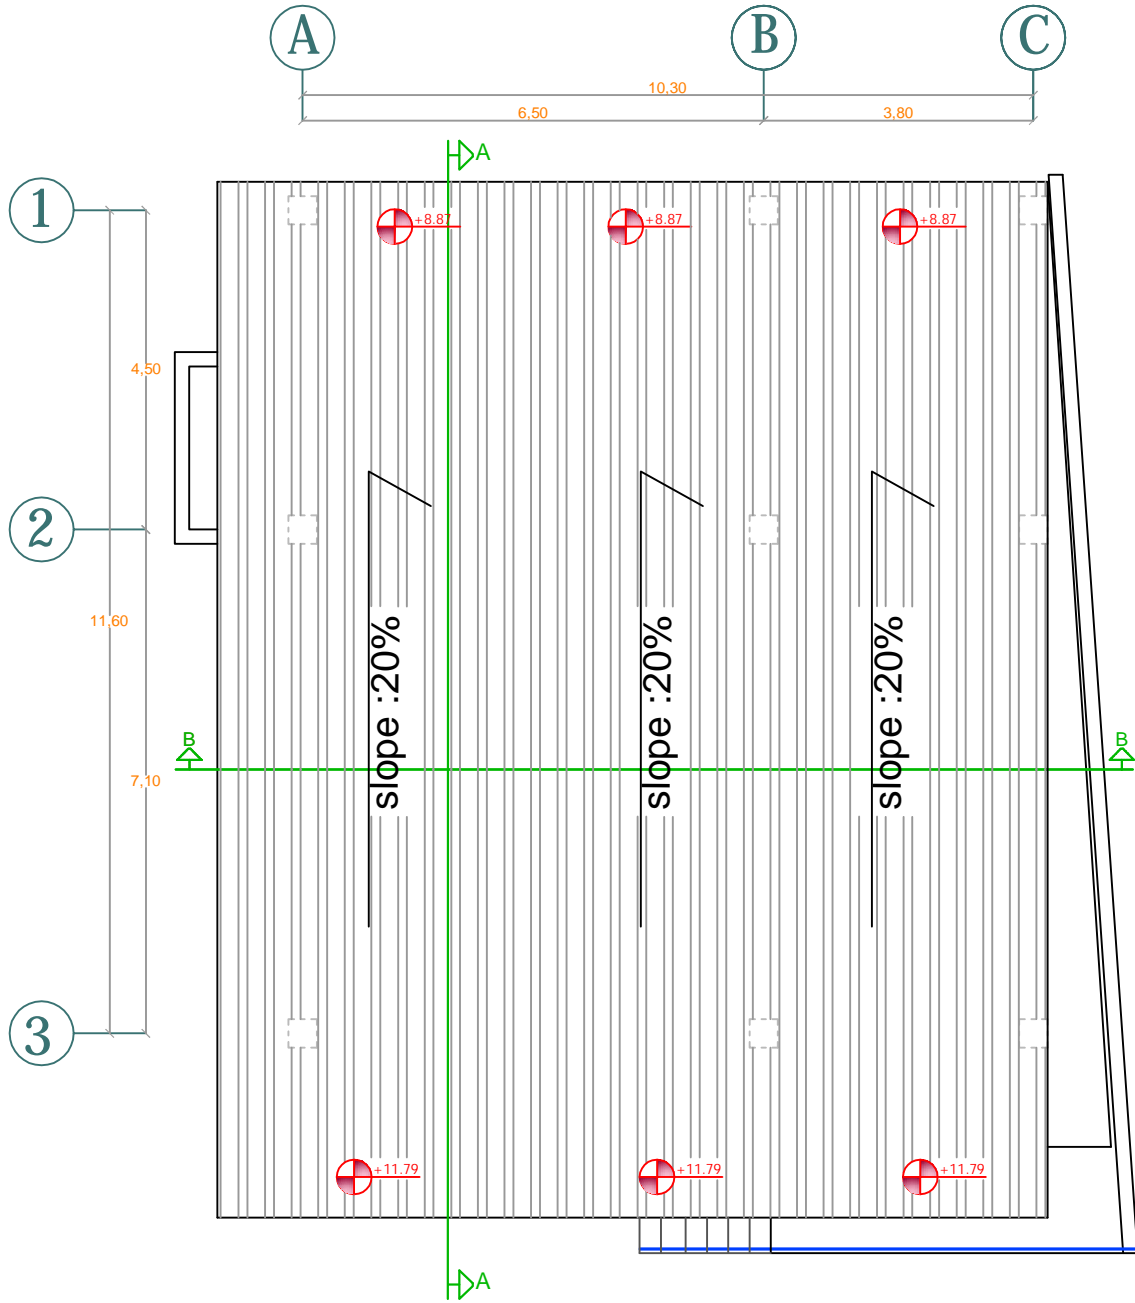 A
B
C
10,30
6,50
3,80
A
1
+8.87
+8.87
+8.87
4,50
2
11,60
slope :20%
slope :20%
slope :20%
B
B
7,10
3
+11.79
+11.79
+11.79
A